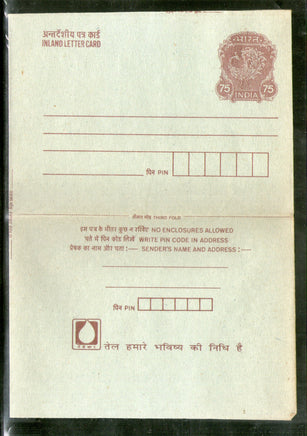 अन्तर्देशीय पत्र कार्ड
INLAND LETTER CARD
भारत
75 75
INDIA
पिन PIN
तीसरा मोड़ THIRD FOLD
इस पत्र के भीतर कुछ न रखिए NO ENCLOSURES ALLOWED
पते में पिन कोड लिखें WRITE PIN CODE IN ADDRESS
प्रेषक का नाम और पता :— SENDER'S NAME AND ADDRESS :—
पिन PIN
तेल हमारे भविष्य की निधि है